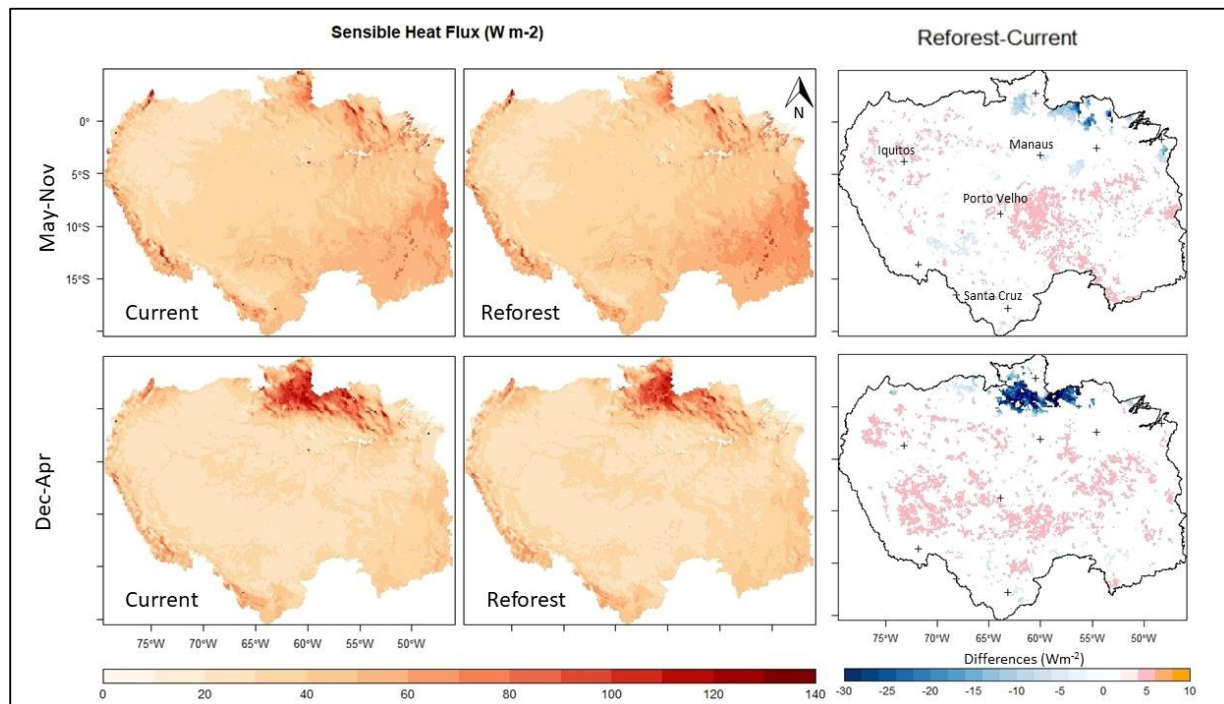 Sensible Heat Flux (W m-2)
Reforest-Current
May-Nov
0°
5°S
10°S
15°S
Current
N
Reforest
Iquitos
Manaus
Porto Velho
Santa Cruz
Dec-Apr
Current
Reforest
75°W 70°W 65°W 60°W 55°W 50°W
75°W 70°W 65°W 60°W 55°W 50°W
Differences (Wm-2)
0 20 40 60 80 100 120 140
-30 -25 -20 -15 -10 -5 0 5 10